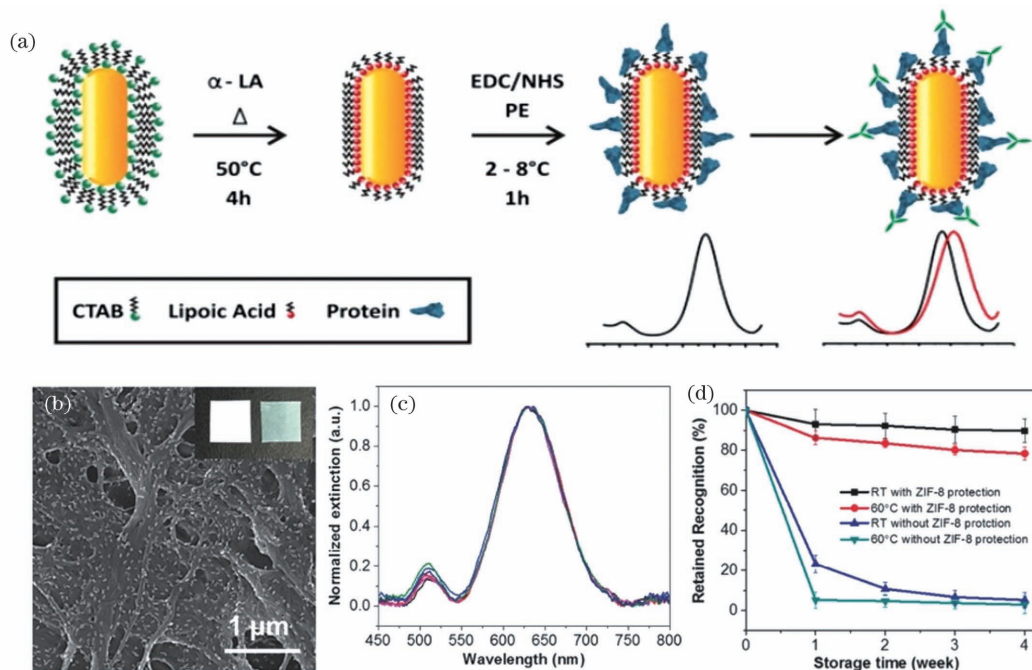 (a)
α - LA
Δ
50°C
4h
EDC/NHS
PE
2 - 8°C
1h
CTAB
Lipoic Acid
Protein
(b)
1 μm
(c)
Normalized extinction (a.u.)
1.0
0.8
0.6
0.4
0.2
0.0
450 500 550 600 650 700 750 800
Wavelength (nm)
(d)
Retained Recognition (%)
100
80
60
40
20
0
RT with ZIF-8 protection
60°C with ZIF-8 protection
RT without ZIF-8 protction
60°C without ZIF-8 protection
0 1 2 3 4
Storage time (week)